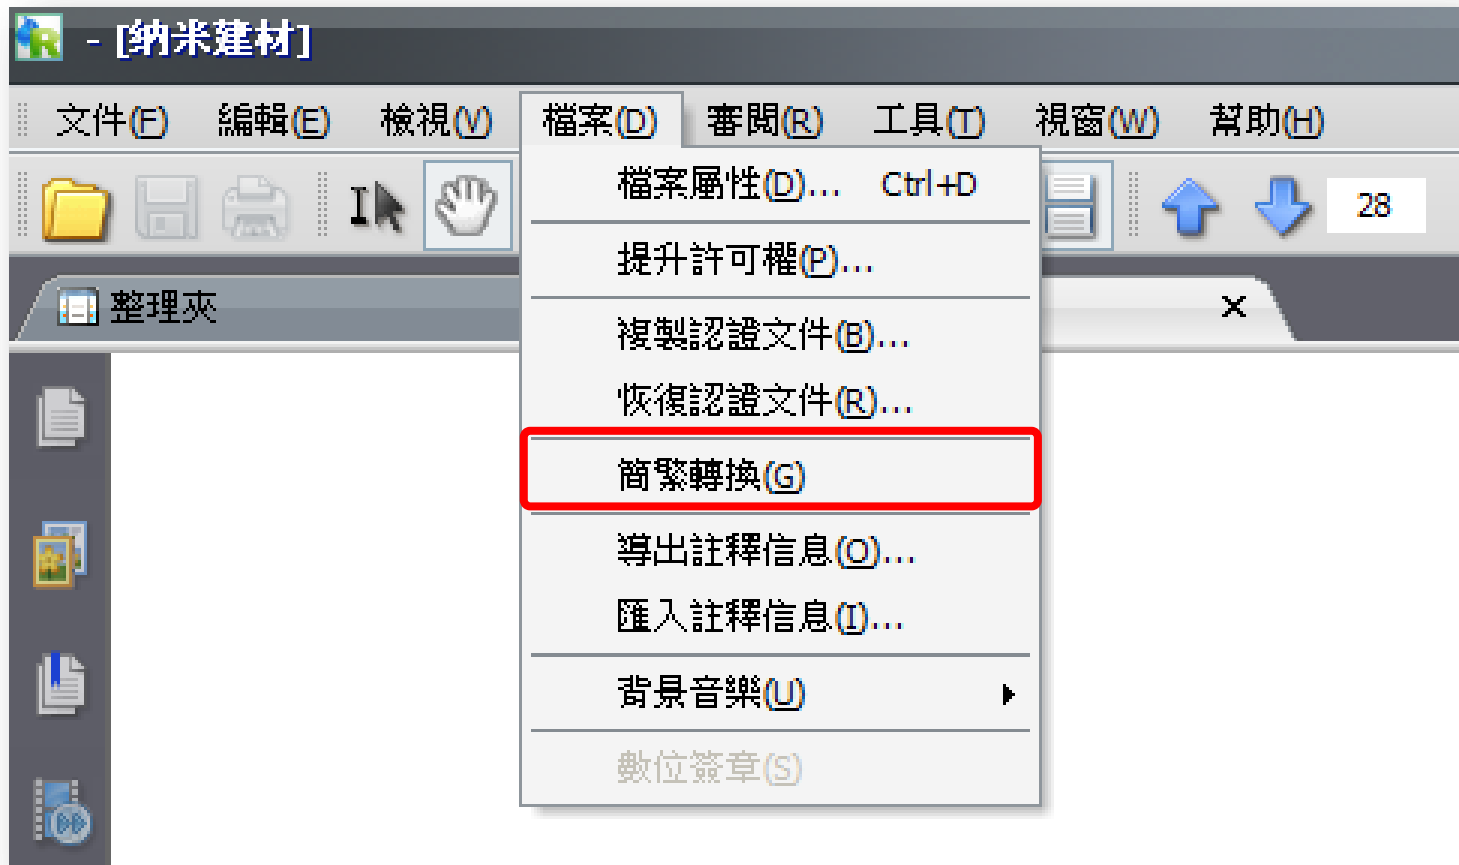 - [纳米建材]
文件(F) 編輯(E) 檢視(V) 檔案(D) 審閱(R) 工具(T) 視窗(W) 幫助(H)
檔案屬性(D)... Ctrl+D
28
提升許可權(P)...
整理夾
複製認證文件(B)...
恢復認證文件(R)...
簡繁轉換(G)
導出註釋信息(O)...
匯入註釋信息(I)...
背景音樂(U)
數位簽章(S)